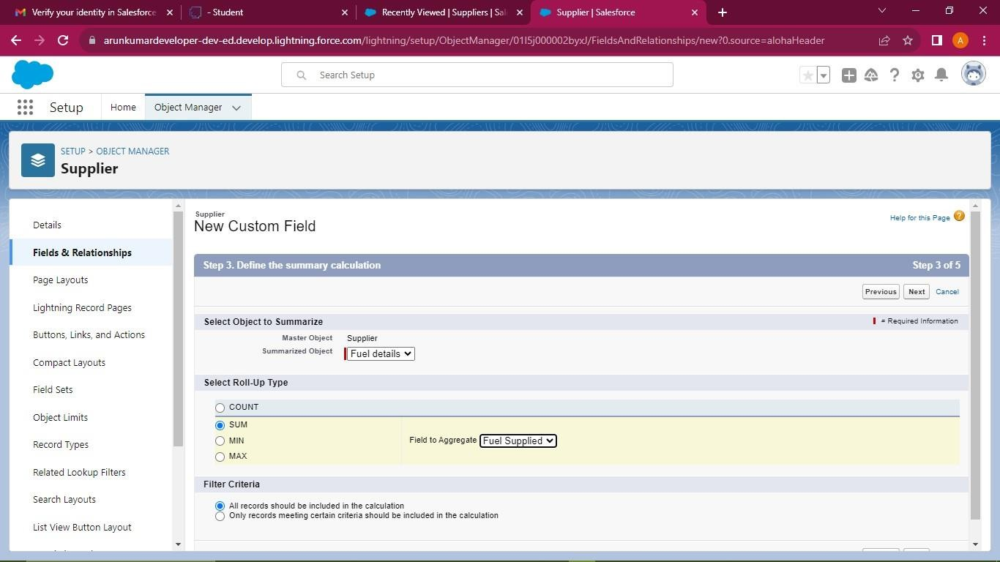 Verify your identity in Salesforce
- Student
Recently Viewed | Suppliers | Sal
Supplier | Salesforce
arunkumardeveloper-dev-ed.develop.lightning.force.com/lightning/setup/ObjectManager/01I5j000002byxJ/FieldsAndRelationships/new?0.source=alohaHeader
A
Search Setup
Setup
Home
Object Manager
SETUP > OBJECT MANAGER
Supplier
Details
Fields & Relationships
Page Layouts
Lightning Record Pages
Buttons, Links, and Actions
Compact Layouts
Field Sets
Object Limits
Record Types
Related Lookup Filters
Search Layouts
List View Button Layout
Supplier
New Custom Field
Help for this Page ?
Step 3. Define the summary calculation
Step 3 of 5
Previous Next Cancel
Select Object to Summarize
= Required Information
Master Object Supplier
Summarized Object Fuel details
Select Roll-Up Type
COUNT
SUM
MIN
MAX
Field to Aggregate Fuel Supplied
Filter Criteria
All records should be included in the calculation
Only records meeting certain criteria should be included in the calculation